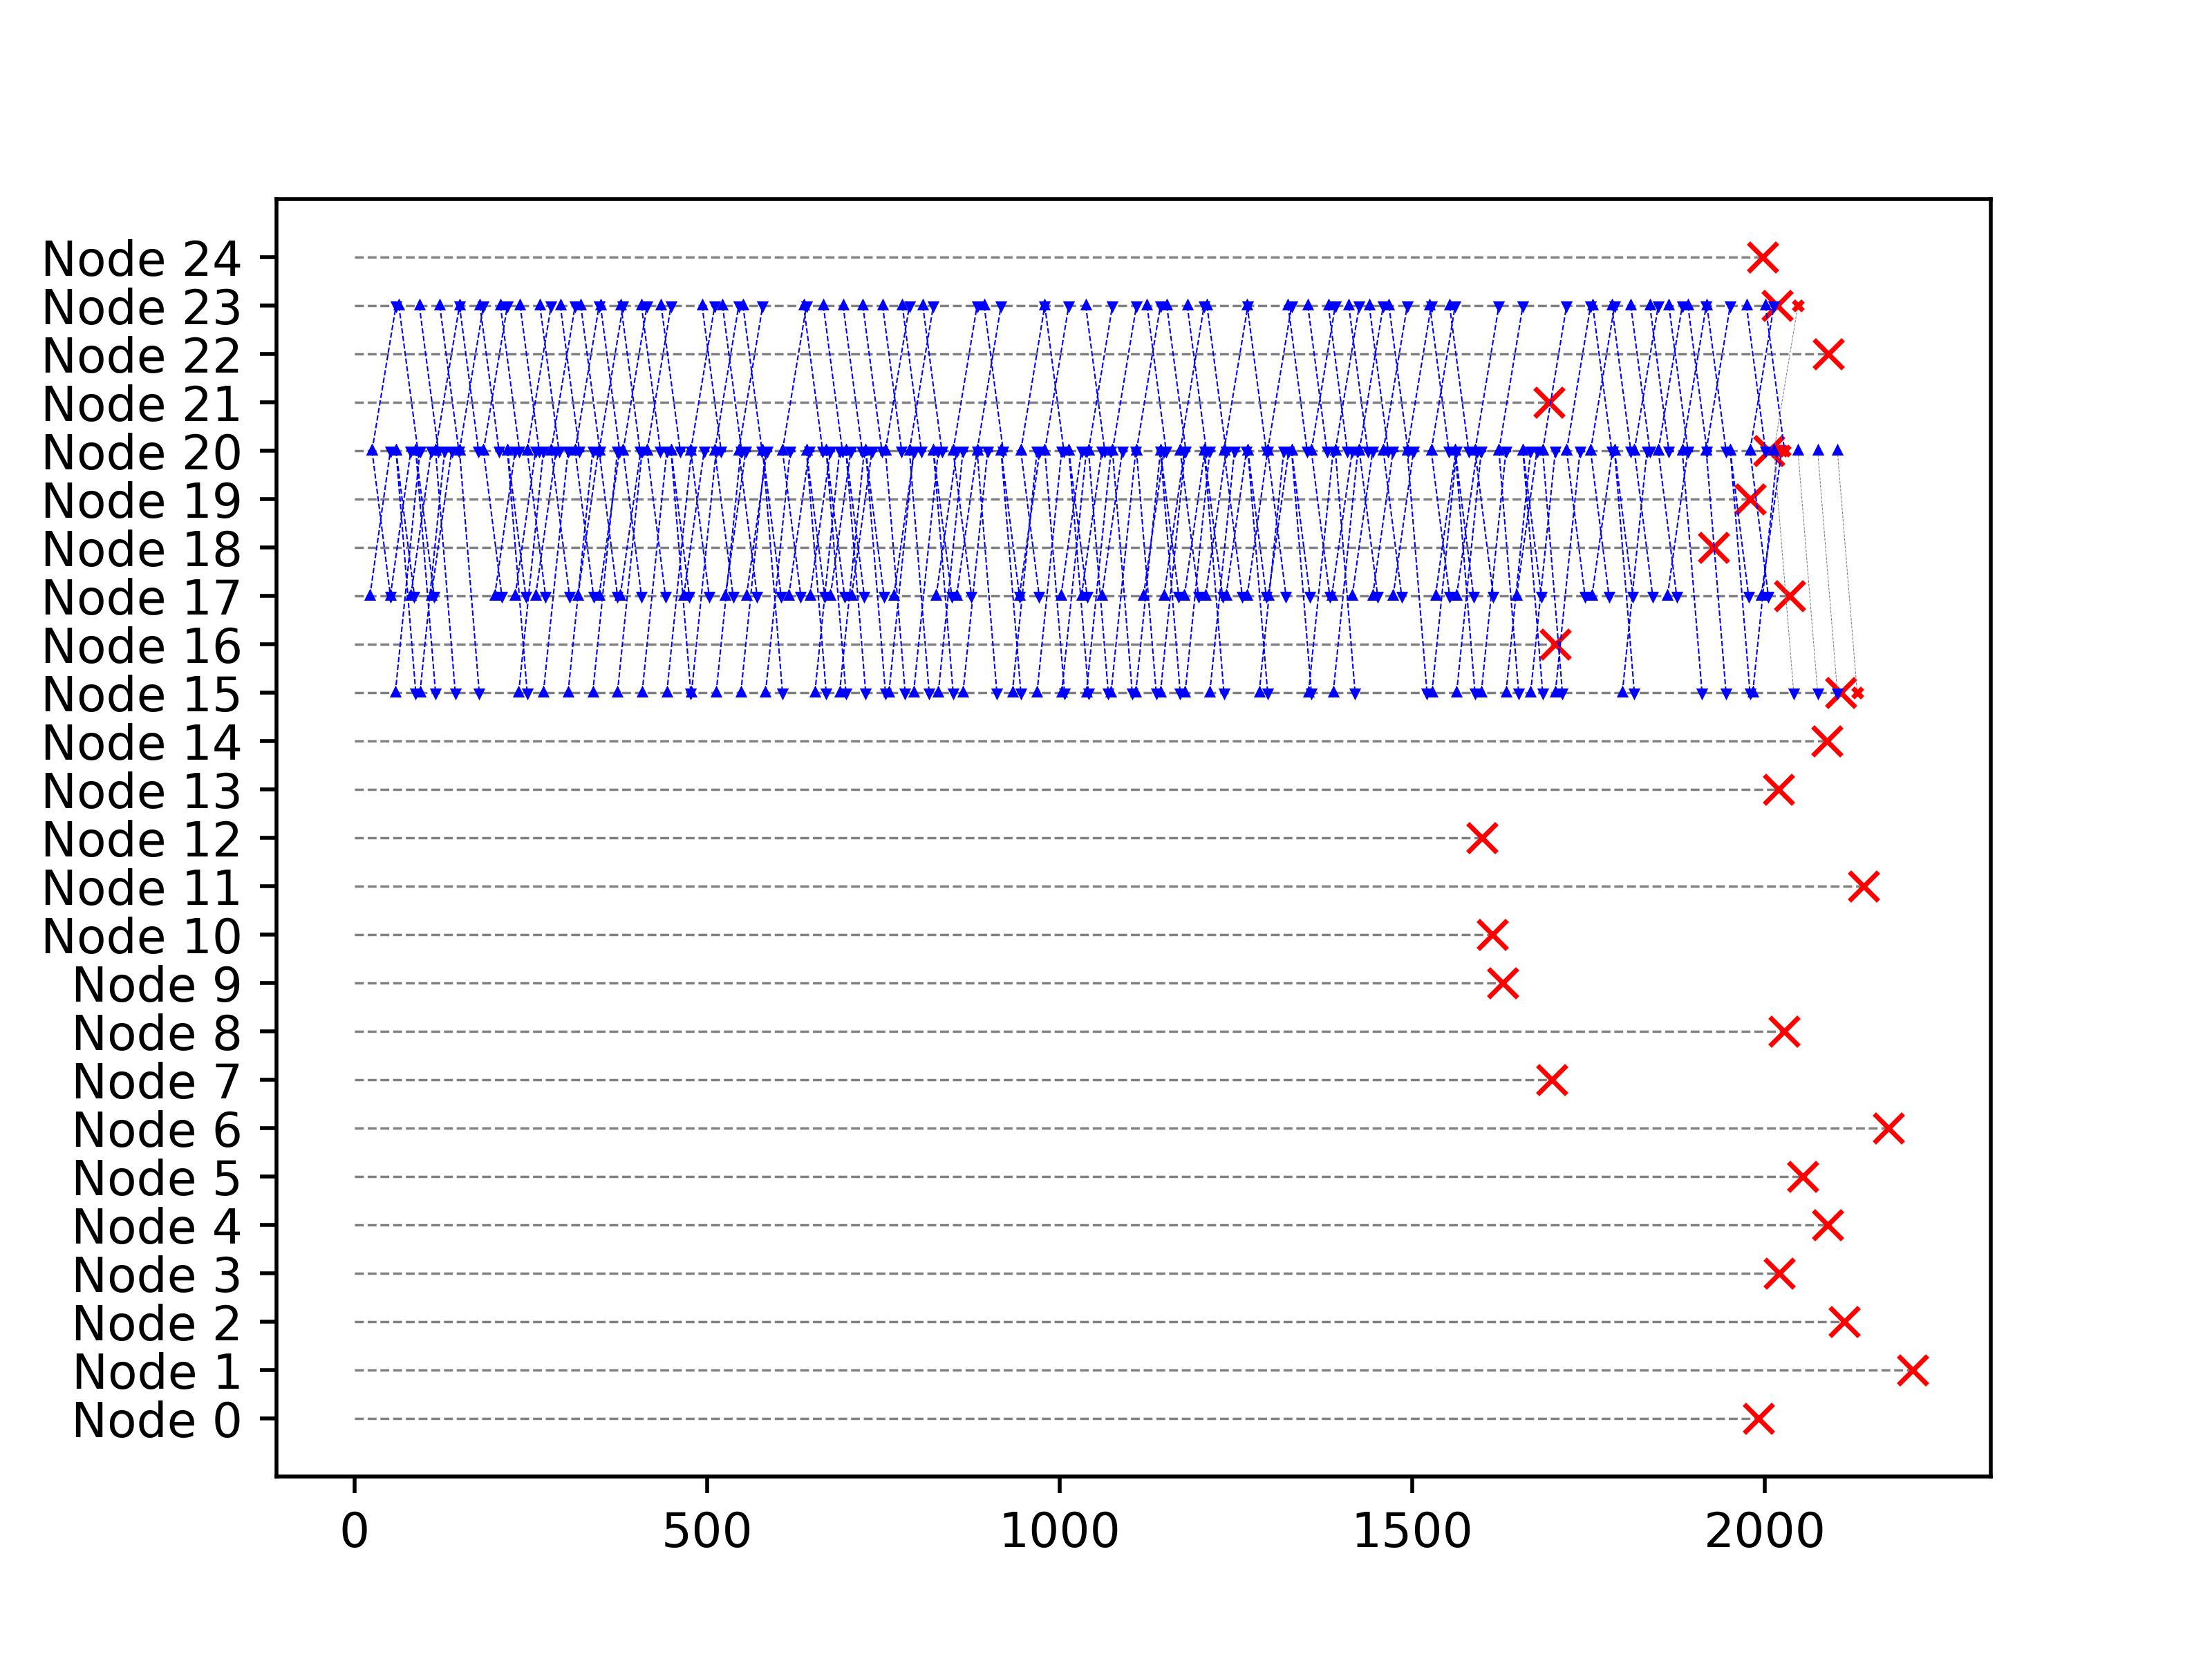 Node 24
Node 23
Node 22
Node 21
Node 20
Node 19
Node 18
Node 17
Node 16
Node 15
Node 14
Node 13
Node 12
Node 11
Node 10
Node 9
Node 8
Node 7
Node 6
Node 5
Node 4
Node 3
Node 2
Node 1
Node 0
0 500 1000 1500 2000